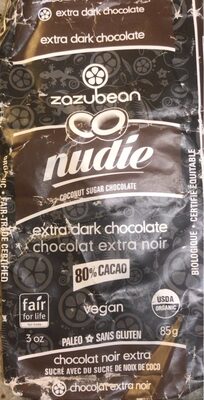 extra dark chocolate
extra dark chocolate
zazubean
nudie
COCONUT SUGAR CHOCOLATE
extra dark chocolate
chocolat extra noir
80% CACAO
vegan
fair
for life
USDA
ORGANIC
3 oz
PALEO ✽ SANS GLUTEN
85g
chocolat noir extra
SUCRÉ AVEC DU SUCRE DE NOIX DE COCO
chocolat extra noir
FAIR TRADE CERTIFIED
BIOLOGIQUE • CERTIFIÉ ÉQUITABLE